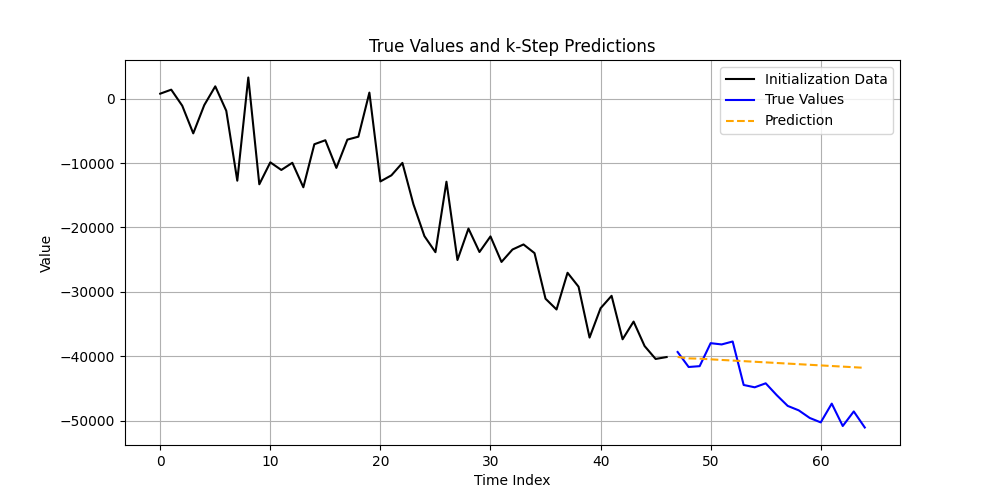 True Values and k-Step Predictions
Initialization Data
True Values
Prediction
Value
0
−10000
−20000
−30000
−40000
−50000
0 10 20 30 40 50 60
Time Index